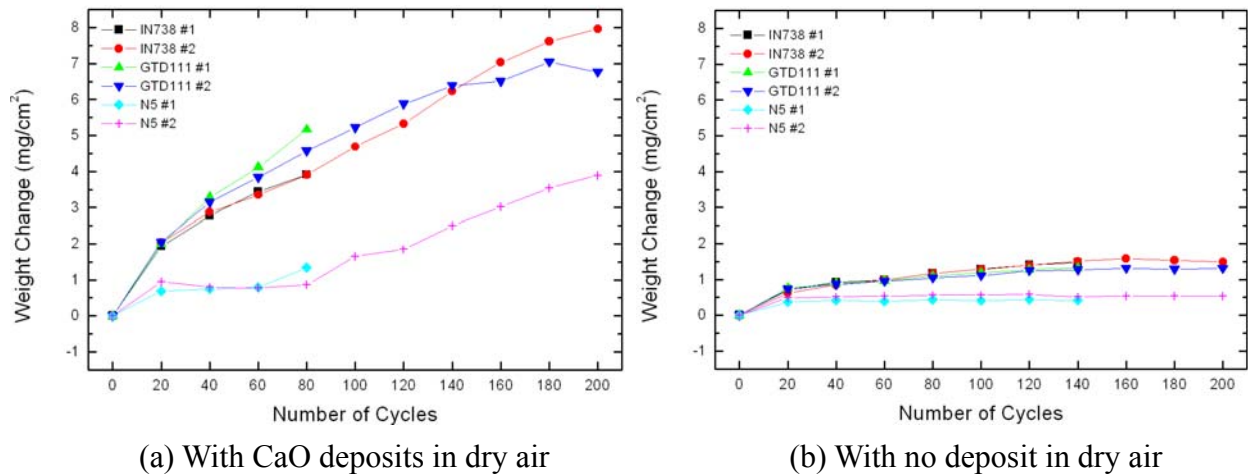 IN738 #1
IN738 #2
GTD111 #1
GTD111 #2
N5 #1
N5 #2
8
7
6
5
4
3
2
1
0
-1
Weight Change (mg/cm²)
0 20 40 60 80 100 120 140 160 180 200
Number of Cycles
(a) With CaO deposits in dry air
IN738 #1
IN738 #2
GTD111 #1
GTD111 #2
N5 #1
N5 #2
8
7
6
5
4
3
2
1
0
-1
Weight Change (mg/cm²)
0 20 40 60 80 100 120 140 160 180 200
Number of Cycles
(b) With no deposit in dry air